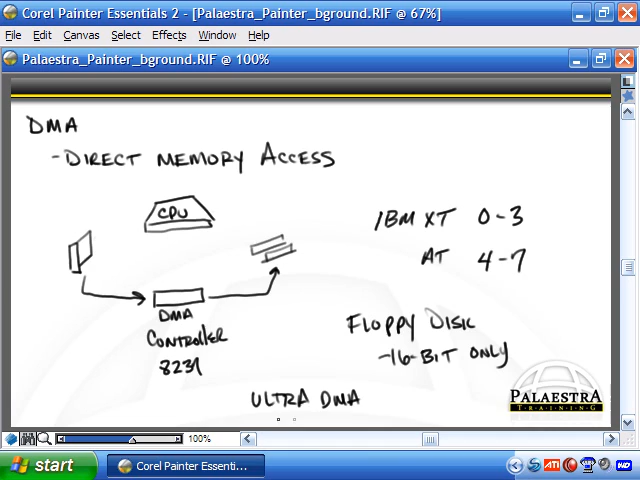 Corel Painter Essentials 2 - [Palaestra_Painter_bground.RIF @ 67%]
File Edit Canvas Select Effects Window Help
Palaestra_Painter_bground.RIF @ 100%
DMA
-DIRECT MEMORY ACCESS
CPU
IBM XT 0-3
AT 4-7
DMA
CONTROLLER
8237
FLOPPY DISK
-16-BIT ONLY
ULTRA DMA
PALAESTRA
TRAINING
100%
start
Corel Painter Essenti...
ATI
WD